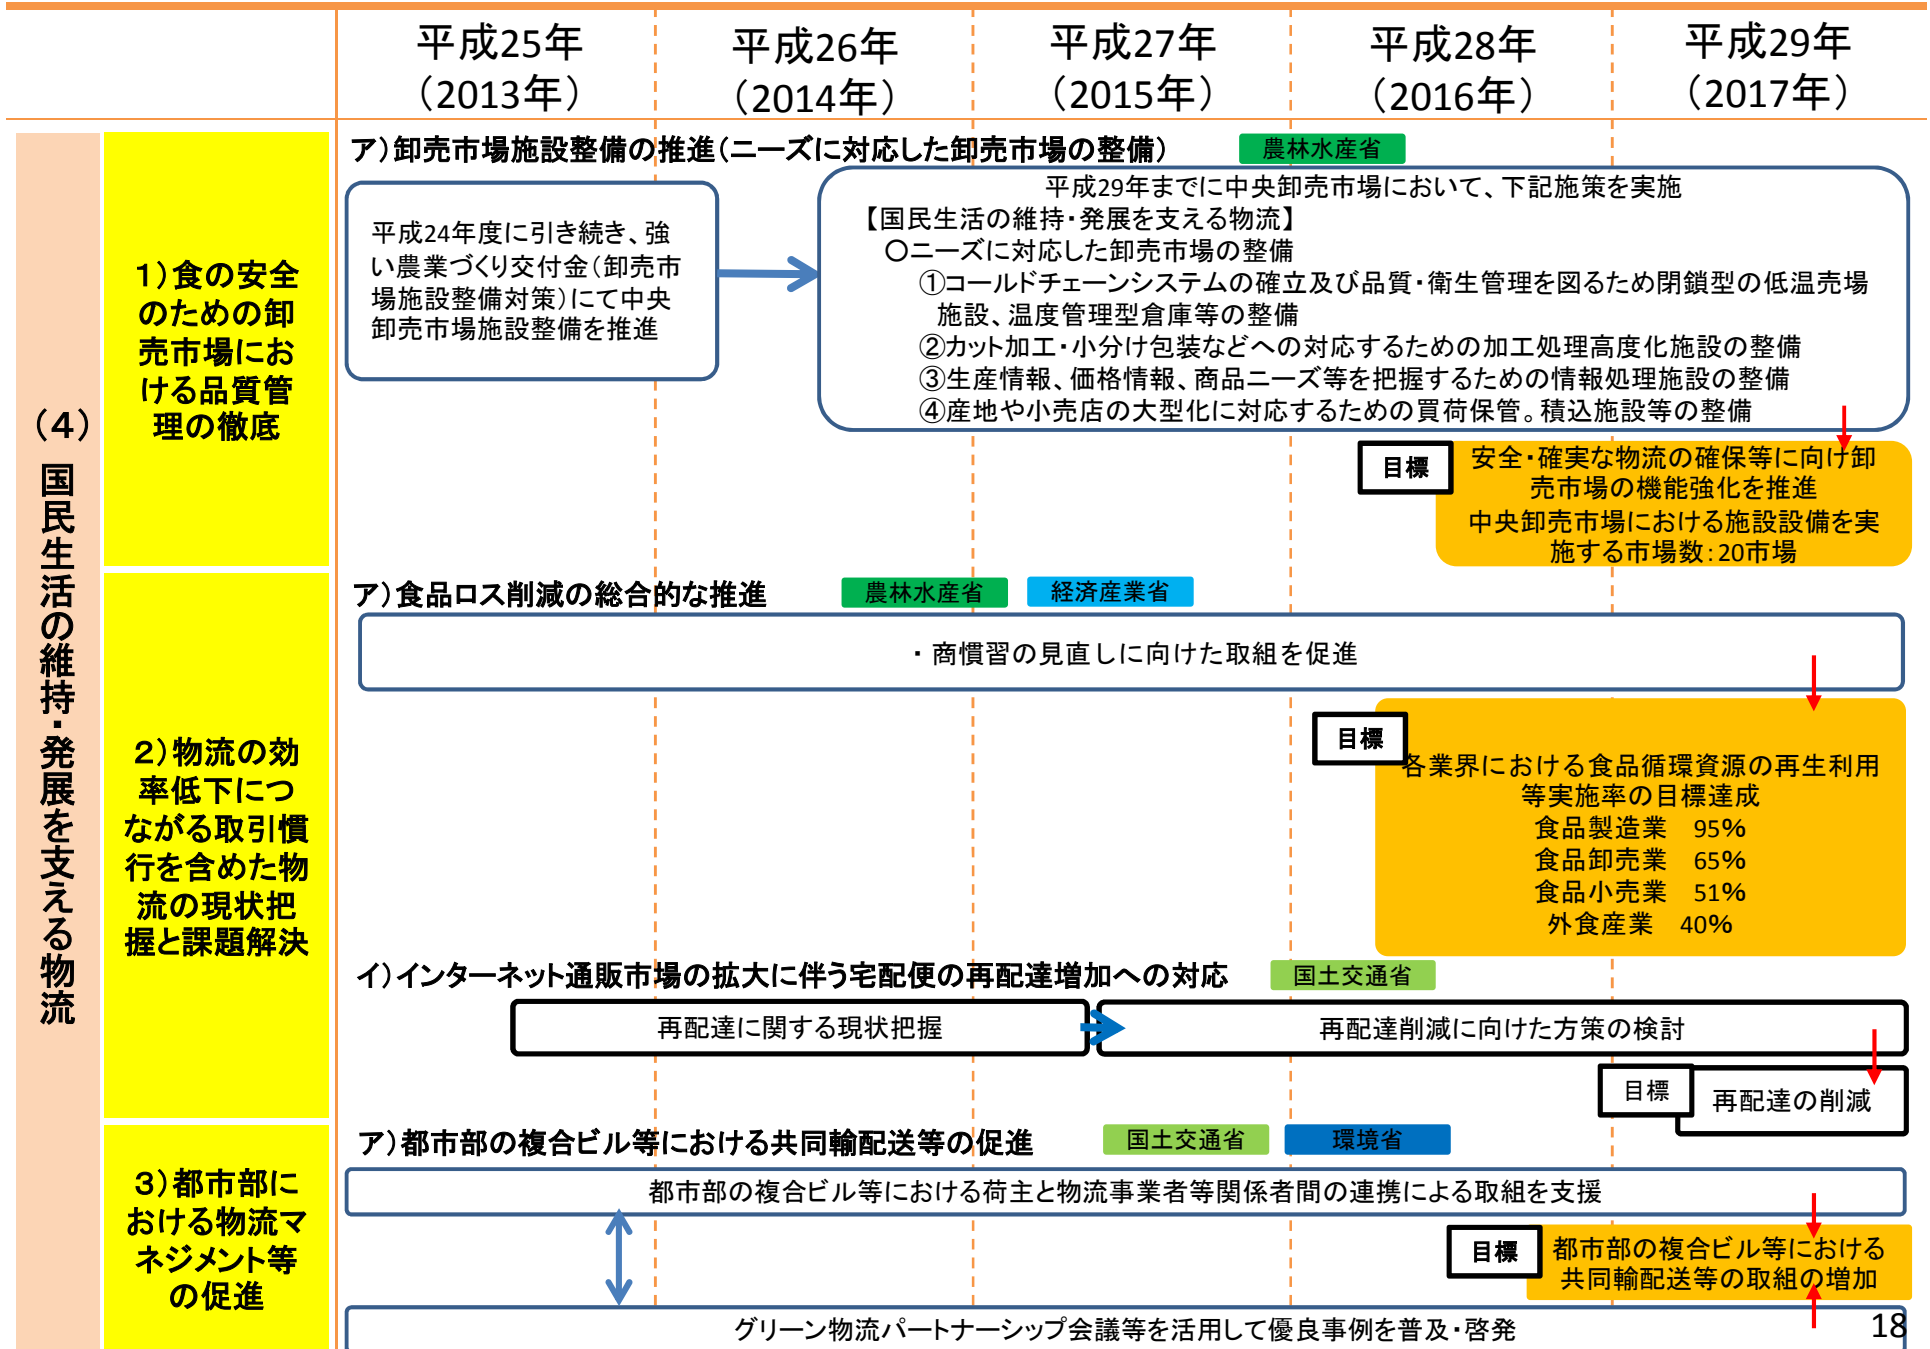 平成25年
（2013年）
平成26年
（2014年）
平成27年
（2015年）
平成28年
（2016年）
平成29年
（2017年）
（4）国民生活の維持・発展を支える物流
1）食の安全
のための卸
売市場にお
ける品質管
理の徹底
ア）卸売市場施設整備の推進（ニーズに対応した卸売市場の整備）
農林水産省
平成24年度に引き続き、強
い農業づくり交付金（卸売市
場施設整備対策）にて中央
卸売市場施設整備を推進
平成29年までに中央卸売市場において、下記施策を実施
【国民生活の維持・発展を支える物流】
〇ニーズに対応した卸売市場の整備
①コールドチェーンシステムの確立及び品質・衛生管理を図るため閉鎖型の低温売場
施設、温度管理型倉庫等の整備
②カット加工・小分け包装などへの対応するための加工処理高度化施設の整備
③生産情報、価格情報、商品ニーズ等を把握するための情報処理施設の整備
④産地や小売店の大型化に対応するための買荷保管。積込施設等の整備
目標
安全・確実な物流の確保等に向け卸
売市場の機能強化を推進
中央卸売市場における施設設備を実
施する市場数：20市場
2）物流の効
率低下につ
ながる取引慣
行を含めた物
流の現状把
握と課題解決
ア）食品ロス削減の総合的な推進
農林水産省
経済産業省
・商慣習の見直しに向けた取組を促進
目標
各業界における食品循環資源の再生利用
等実施率の目標達成
食品製造業　95％
食品卸売業　65％
食品小売業　51％
外食産業　40％
イ）インターネット通販市場の拡大に伴う宅配便の再配達増加への対応
国土交通省
再配達に関する現状把握
再配達削減に向けた方策の検討
目標
再配達の削減
3）都市部に
おける物流マ
ネジメント等
の促進
ア）都市部の複合ビル等における共同輸配送等の促進
国土交通省
環境省
都市部の複合ビル等における荷主と物流事業者等関係者間の連携による取組を支援
目標
都市部の複合ビル等における
共同輸配送等の取組の増加
グリーン物流パートナーシップ会議等を活用して優良事例を普及・啓発
18